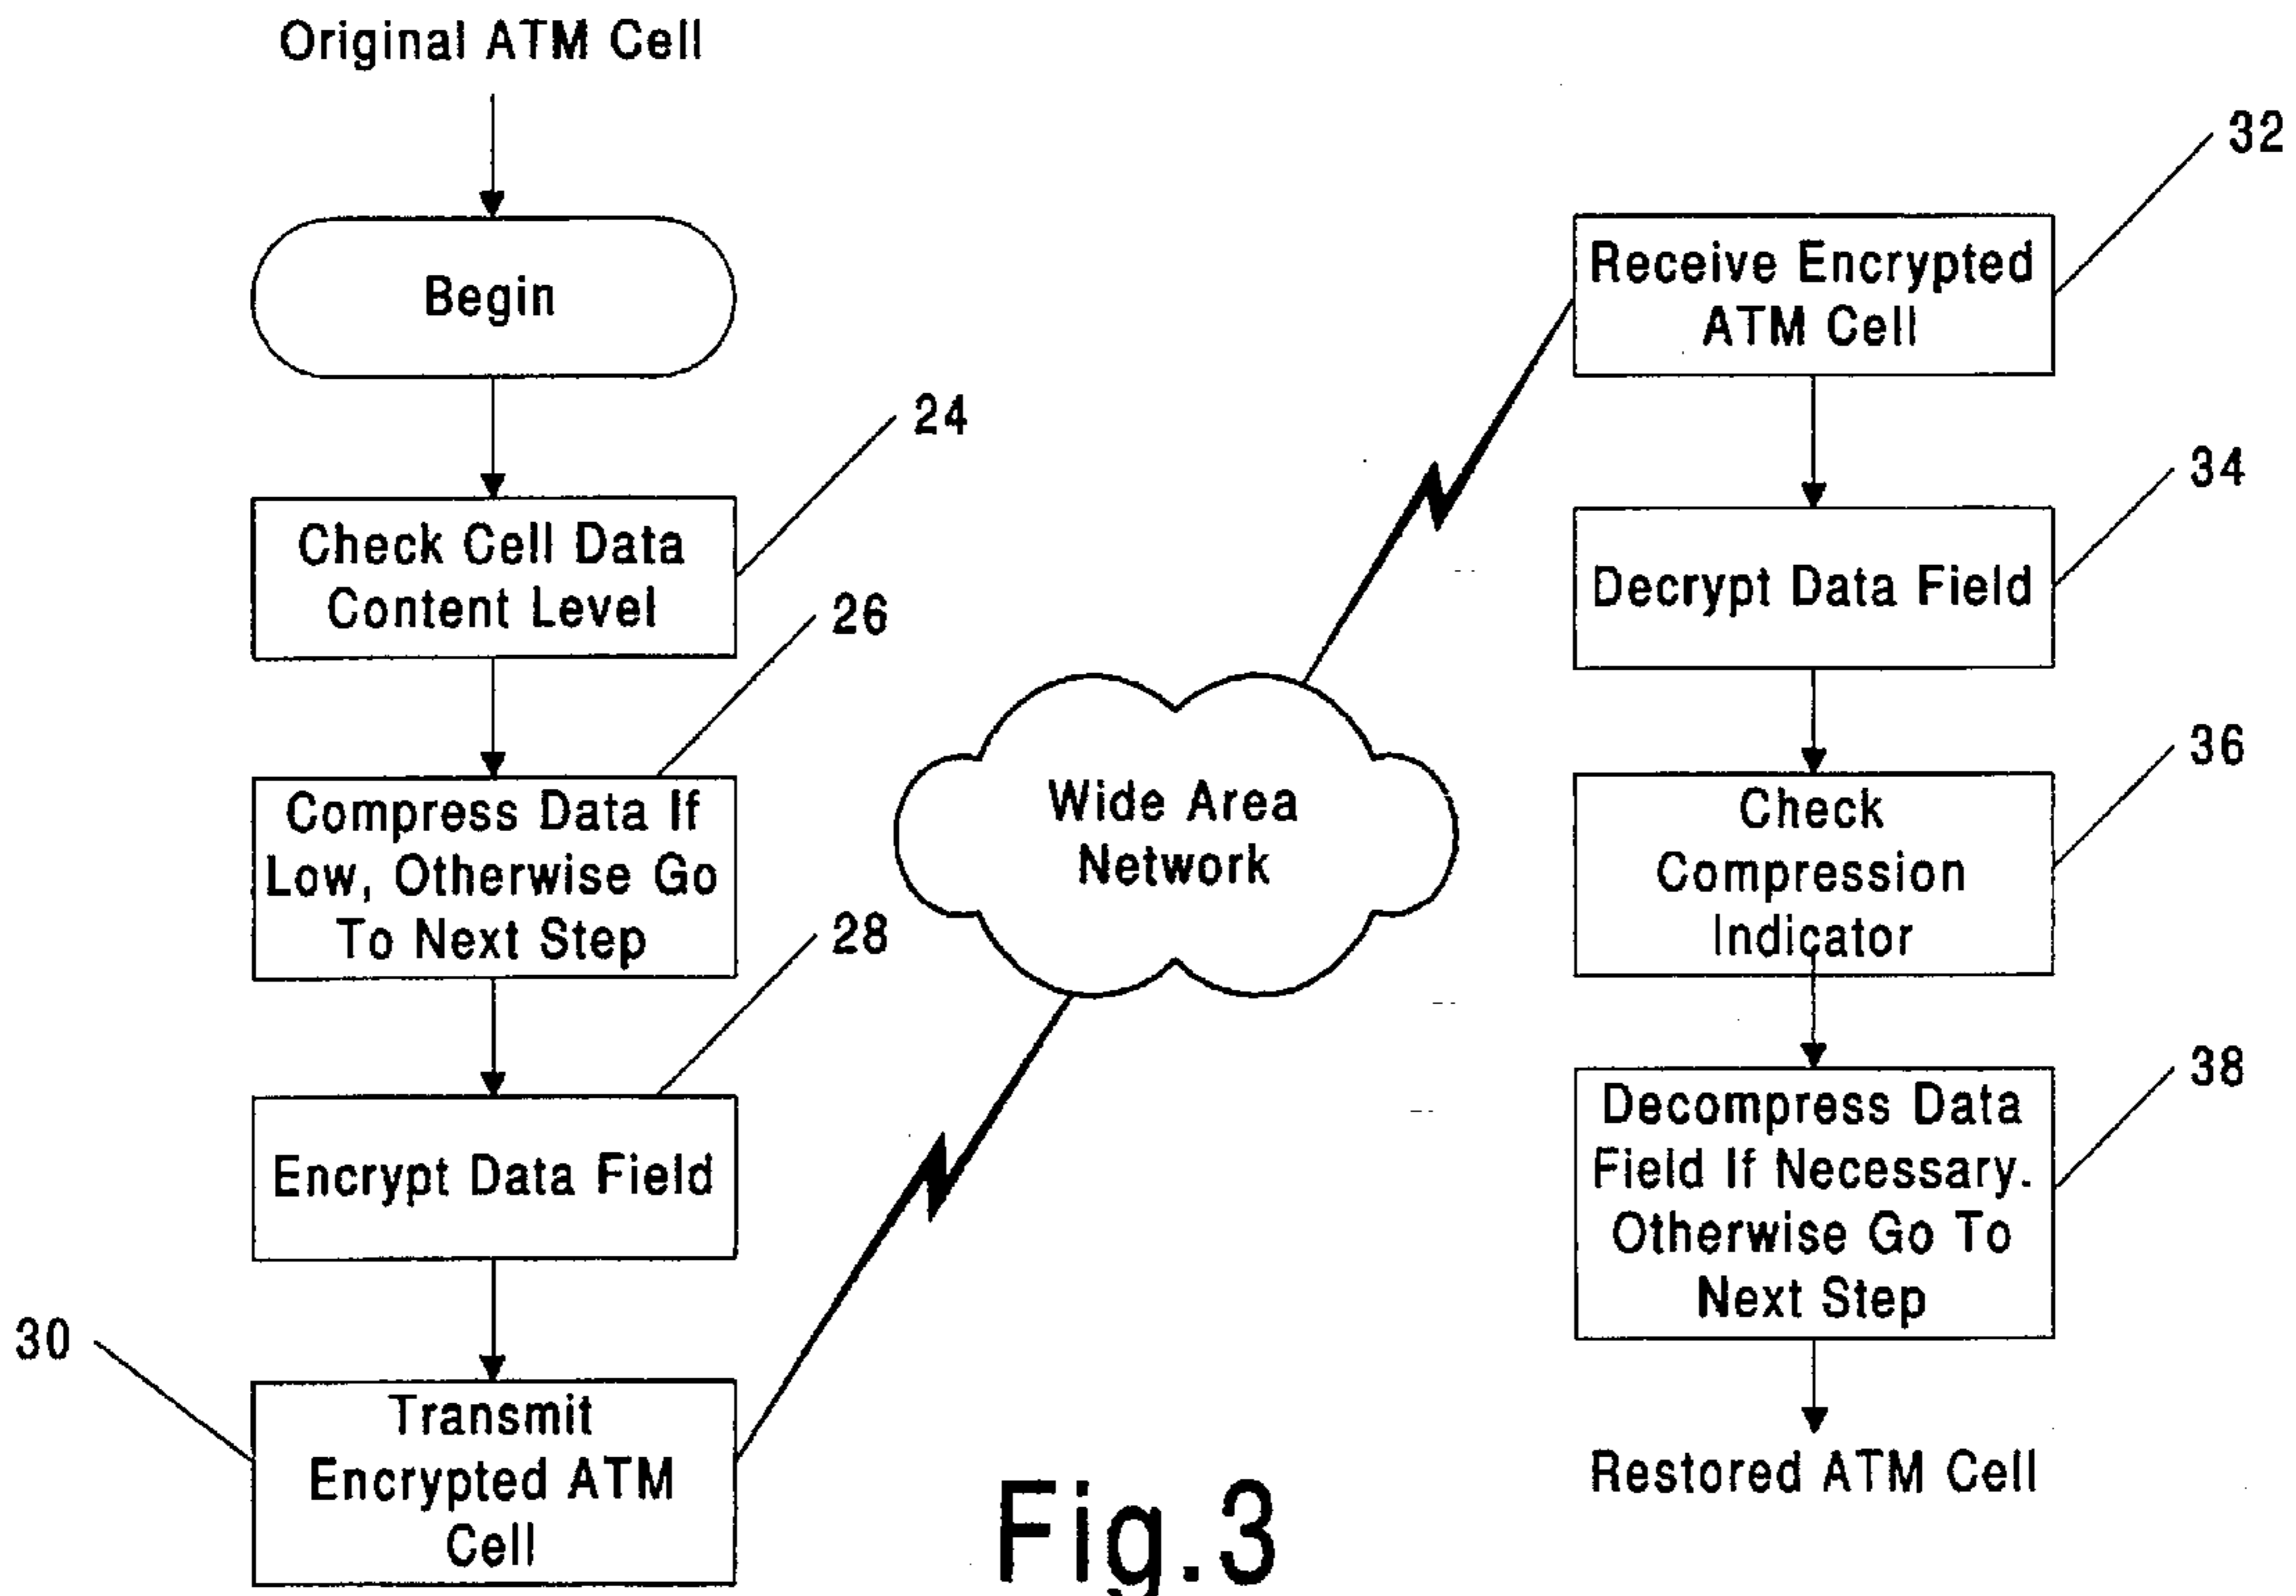 Original ATM Cell
Begin
24
Check Cell Data
Content Level
26
Compress Data If
Low, Otherwise Go
To Next Step
28
Encrypt Data Field
30
Transmit
Encrypted ATM
Cell
Wide Area
Network
32
Receive Encrypted
ATM Cell
34
Decrypt Data Field
36
Check
Compression
Indicator
38
Decompress Data
Field If Necessary.
Otherwise Go To
Next Step
Restored ATM Cell
Fig.3